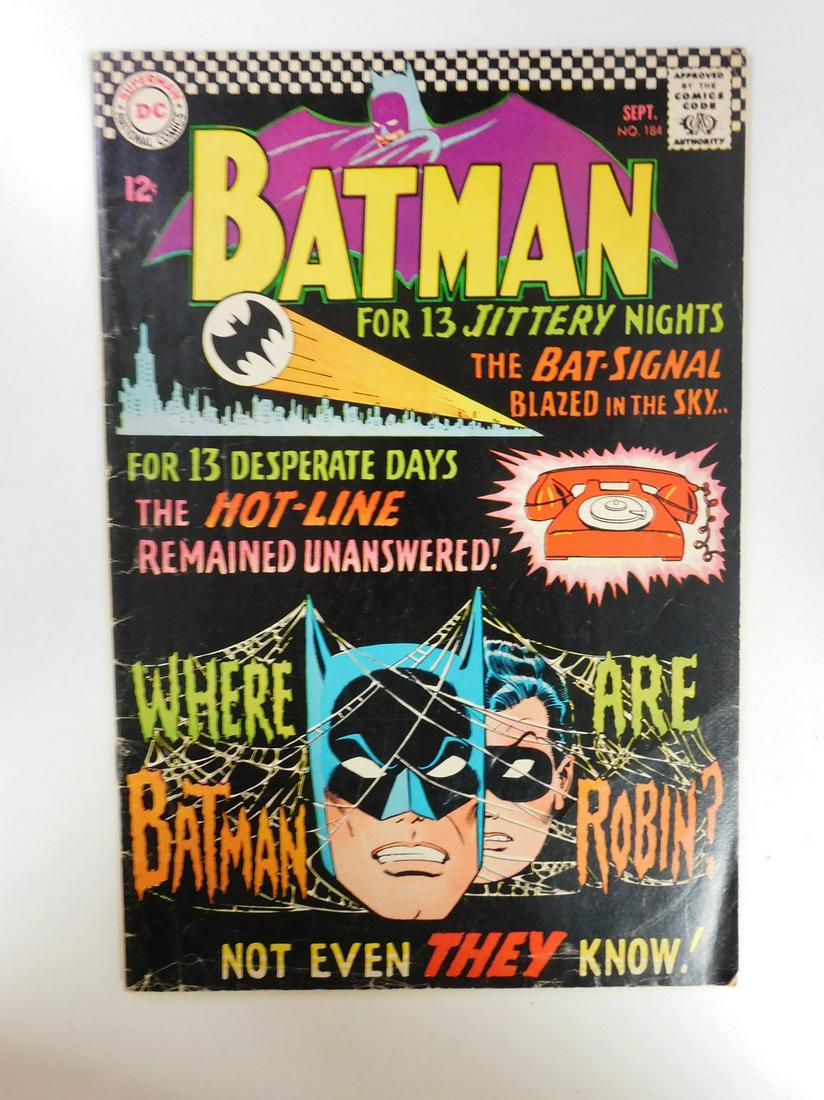 SUPERMAN
DC
NATIONAL COMICS
APPROVED
BY THE
COMICS
CODE
CA
AUTHORITY
SEPT.
NO. 184
12¢
BATMAN
FOR 13 JITTERY NIGHTS
THE BAT-SIGNAL
BLAZED IN THE SKY...
FOR 13 DESPERATE DAYS
THE HOT-LINE
REMAINED UNANSWERED!
WHERE ARE
BATMAN ROBIN?
NOT EVEN THEY KNOW!